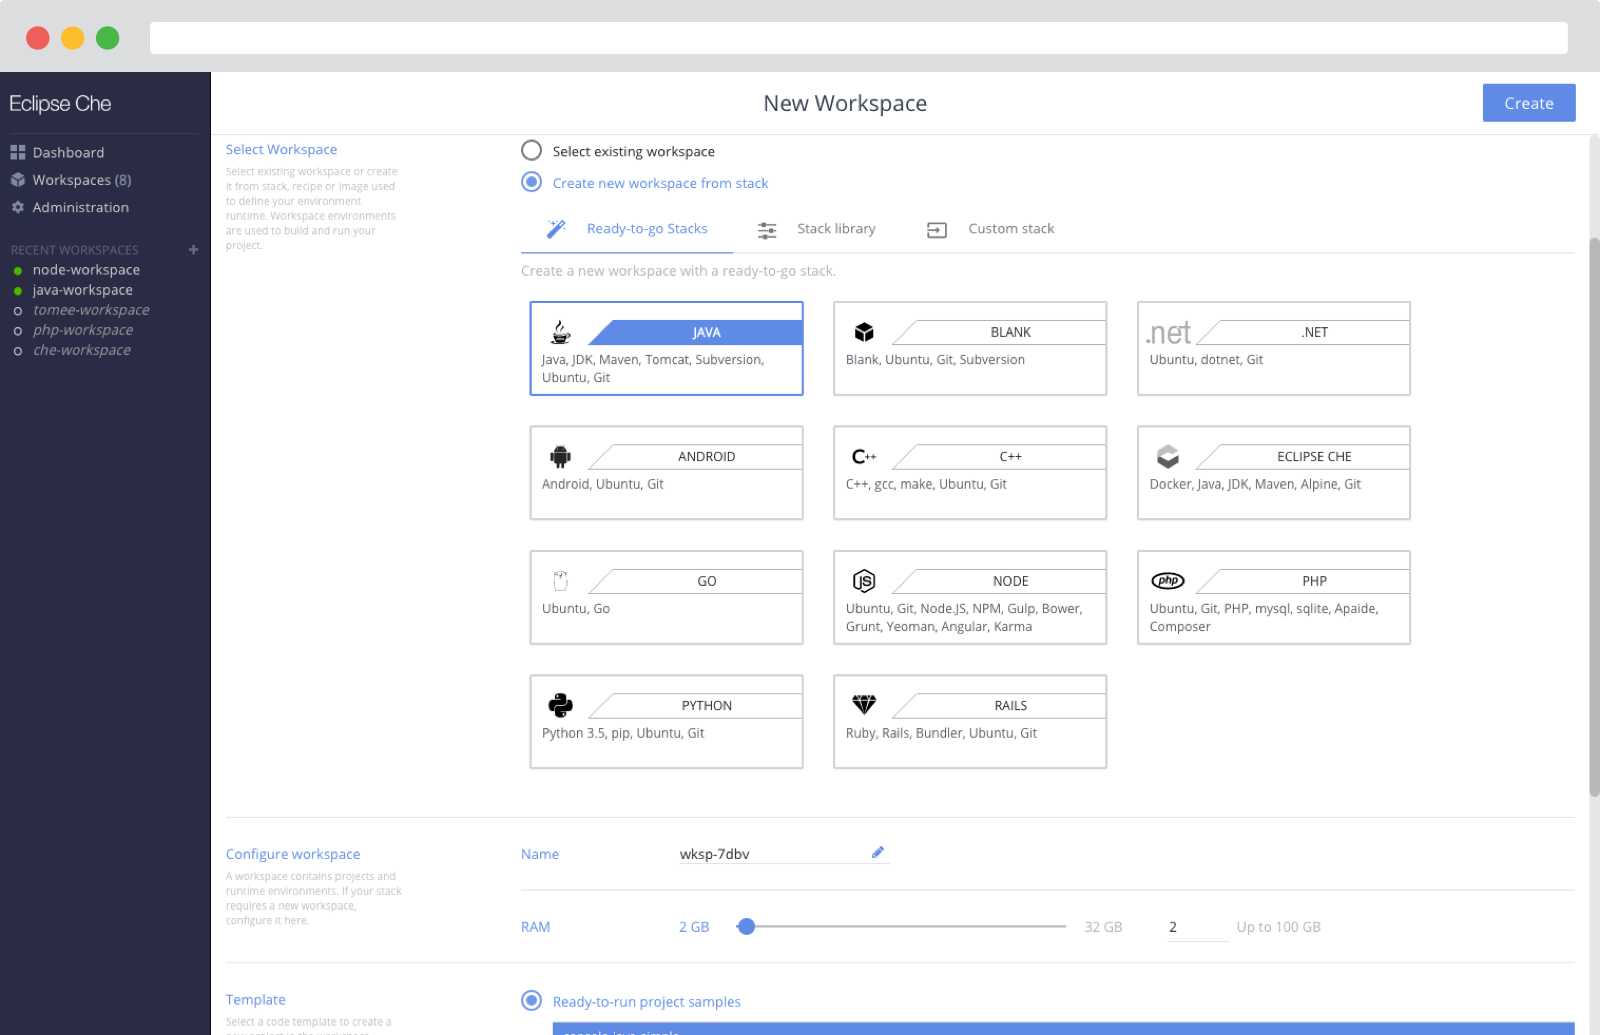 Eclipse Che
Dashboard
Workspaces (8)
Administration
RECENT WORKSPACES +
node-workspace
java-workspace
tomee-workspace
php-workspace
che-workspace
New Workspace
Create
Select Workspace
Select existing workspace or create
it from stack, recipe or image used
to define your environment
runtime. Workspace environments
are used to build and run your
project.
Select existing workspace
Create new workspace from stack
Ready-to-go Stacks
Stack library
Custom stack
Create a new workspace with a ready-to-go stack.
JAVA
Java, JDK, Maven, Tomcat, Subversion,
Ubuntu, Git
BLANK
Blank, Ubuntu, Git, Subversion
.net
.NET
Ubuntu, dotnet, Git
ANDROID
Android, Ubuntu, Git
C++
C++
C++, gcc, make, Ubuntu, Git
ECLIPSE CHE
Docker, Java, JDK, Maven, Alpine, Git
GO
Ubuntu, Go
JS
NODE
Ubuntu, Git, Node.JS, NPM, Gulp, Bower,
Grunt, Yeoman, Angular, Karma
php
PHP
Ubuntu, Git, PHP, mysql, sqlite, Apaide,
Composer
PYTHON
Python 3.5, pip, Ubuntu, Git
RAILS
Ruby, Rails, Bundler, Ubuntu, Git
Configure workspace
A workspace contains projects and
runtime environments. If your stack
requires a new workspace,
configure it here.
Name
wksp-7dbv
RAM
2 GB
32 GB
2
Up to 100 GB
Template
Select a code template to create a
new project in the workspace.
Ready-to-run project samples
console-java-simple